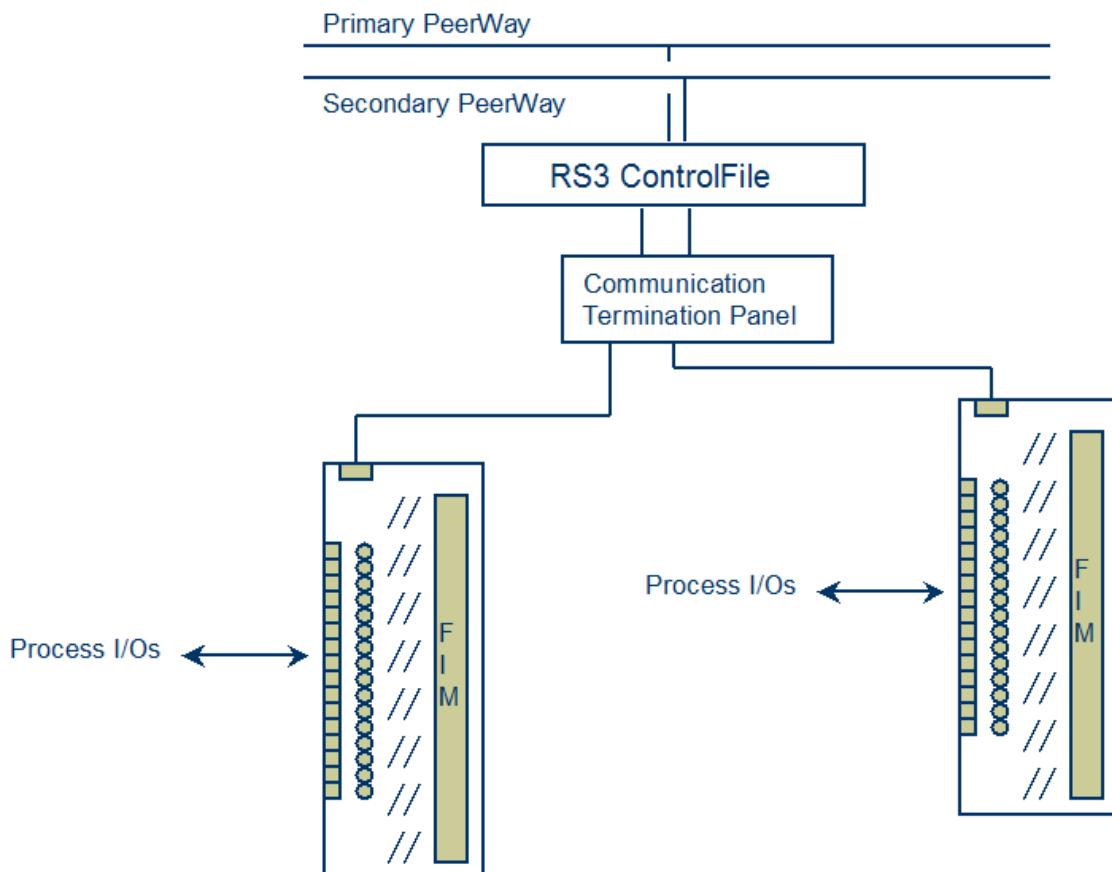 Primary PeerWay
Secondary PeerWay
RS3 ControlFile
Communication
Termination Panel
Process I/Os
F
I
M
Process I/Os
F
I
M